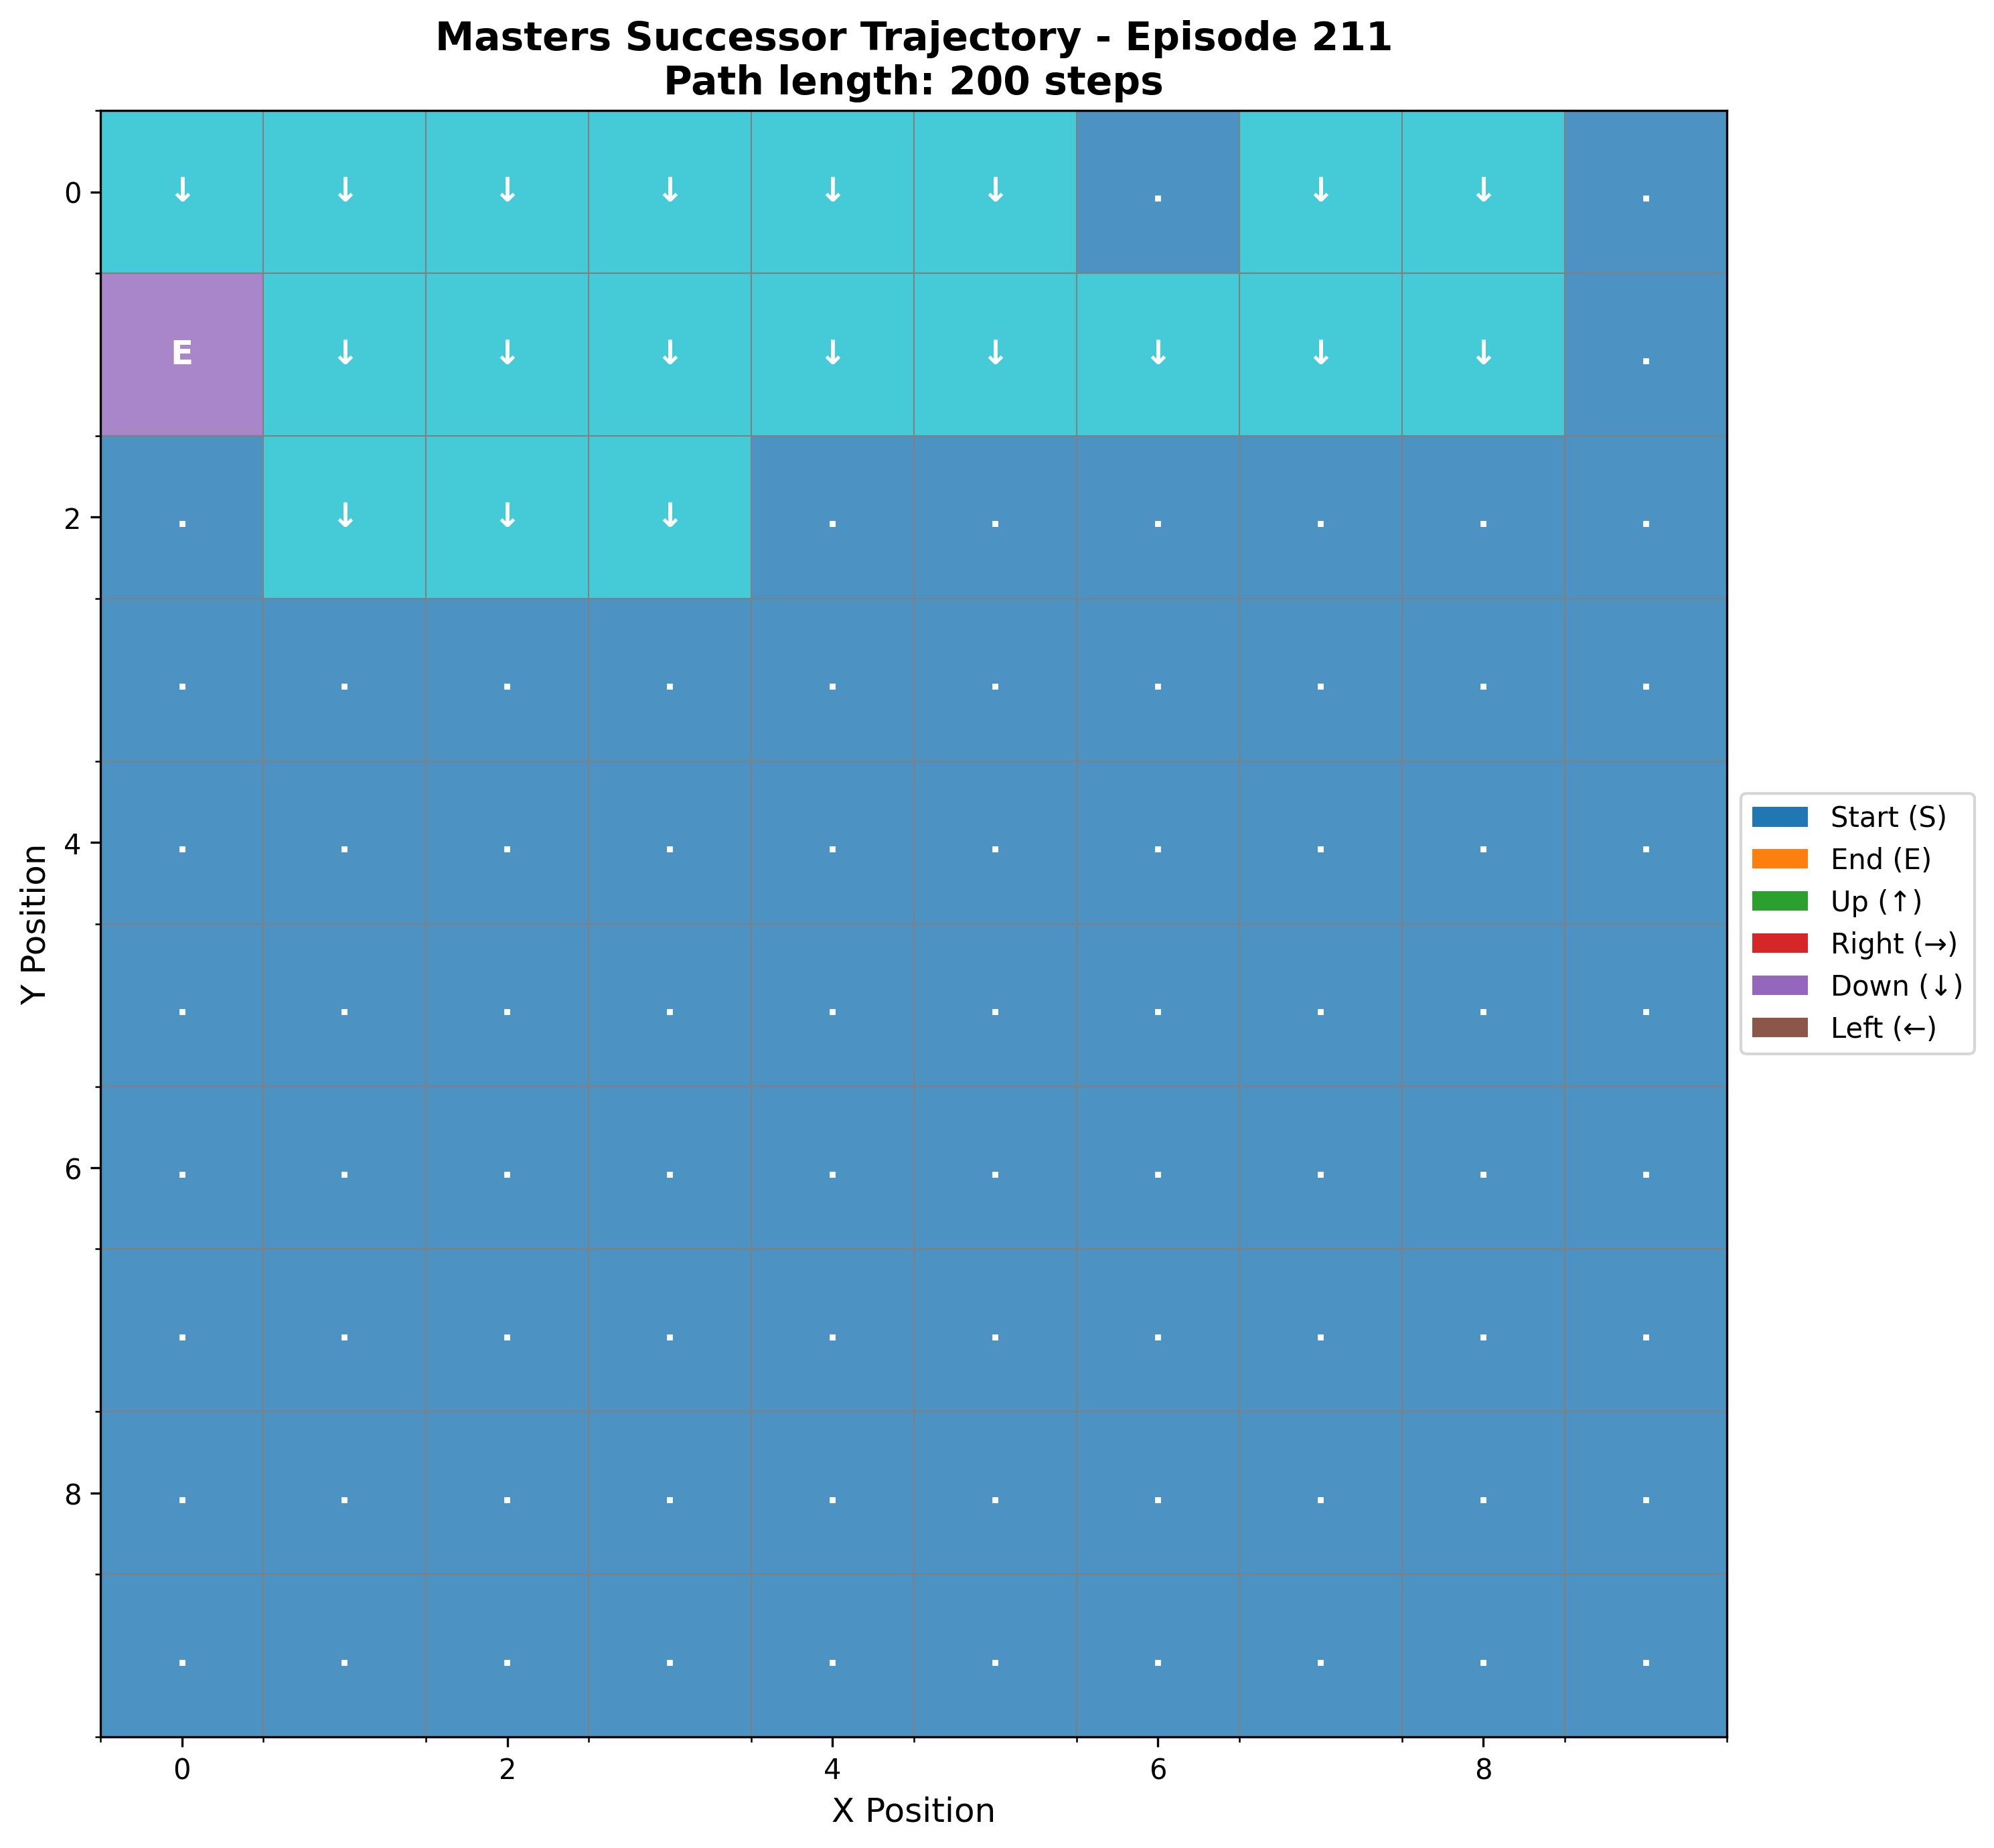 Masters Successor Trajectory - Episode 211
Path length: 200 steps
0 ↓ ↓ ↓ ↓ ↓ ↓ . ↓ ↓ .
E ↓ ↓ ↓ ↓ ↓ ↓ ↓ ↓ .
2 . ↓ ↓ ↓ . . . . . .
. . . . . . . . . .
4 . . . . . . . . . .
. . . . . . . . . .
6 . . . . . . . . . .
. . . . . . . . . .
8 . . . . . . . . . .
. . . . . . . . . .
0 2 4 6 8
X Position
Y Position
Start (S)
End (E)
Up (↑)
Right (→)
Down (↓)
Left (←)